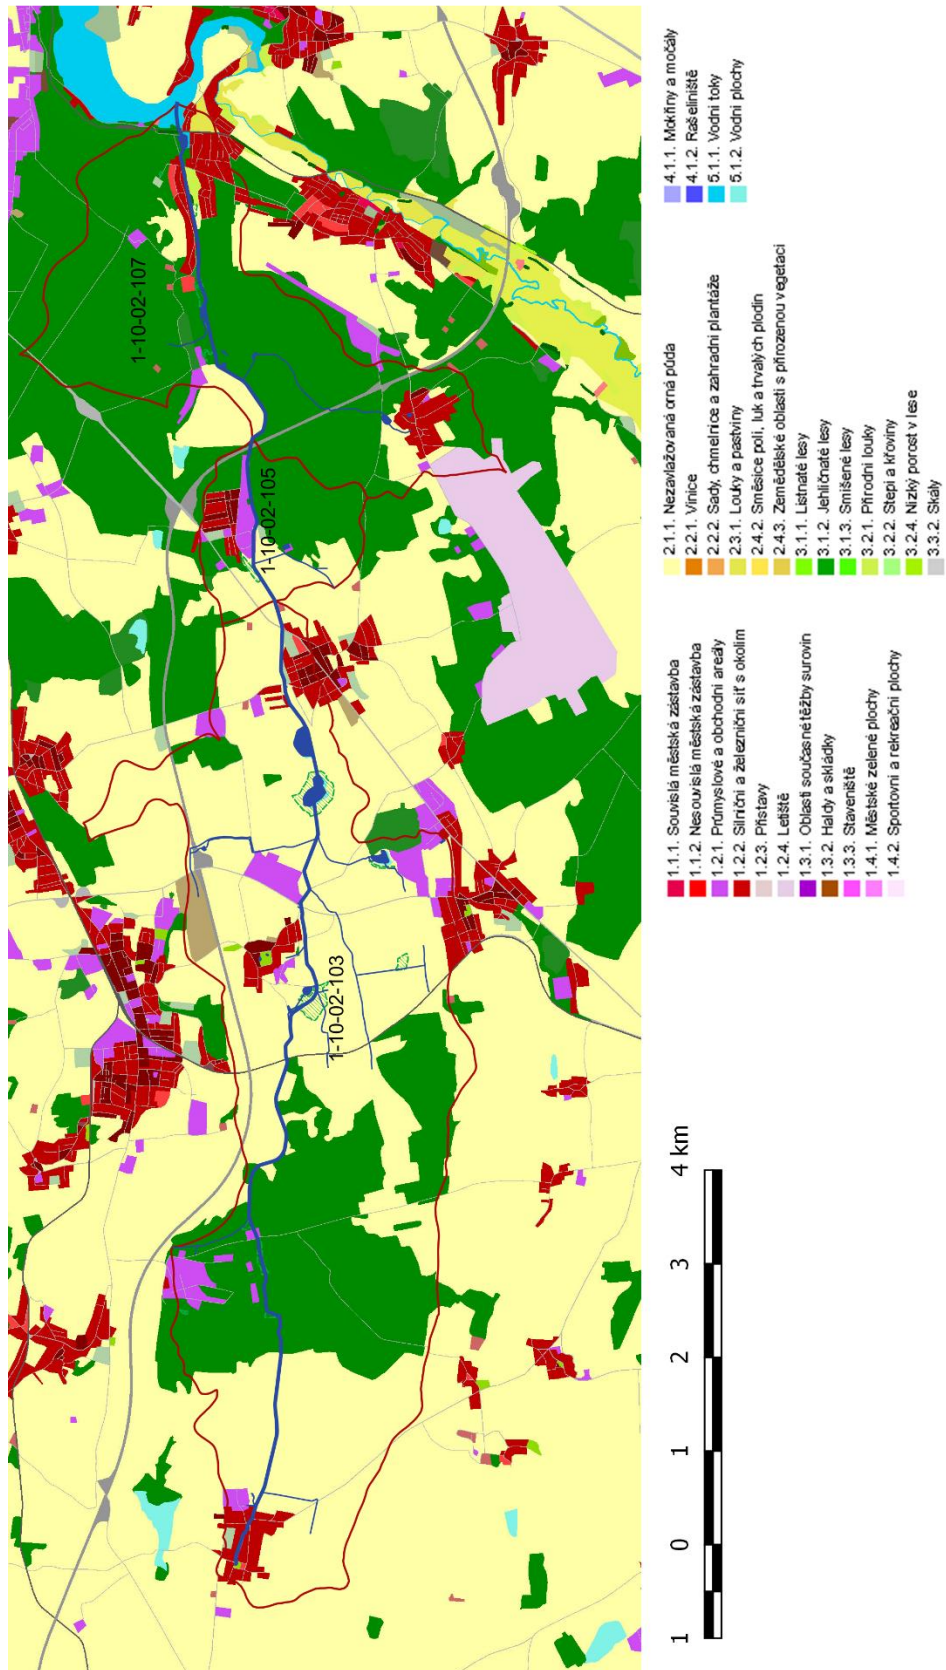 1-10-02-107
1-10-02-105
1-10-02-103
1 0 1 2 3 4 km
1.1.1. Souvislá městská zástavba
1.1.2. Nesouvislá městská zástavba
1.2.1. Průmyslové a obchodní areály
1.2.2. Silniční a železniční síť s okolím
1.2.3. Přístavy
1.2.4. Letiště
1.3.1. Oblasti současné těžby surovin
1.3.2. Haldy a skládky
1.3.3. Staveniště
1.4.1. Městské zelené plochy
1.4.2. Sportovní a rekreační plochy
2.1.1. Nezavlažovaná orná půda
2.2.1. Vinice
2.2.2. Sady, chmelnice a zahradní plantáže
2.3.1. Louky a pastviny
2.4.2. Směsice polí, luk a trvalých plodin
2.4.3. Zemědělské oblasti s přirozenou vegetací
3.1.1. Listnaté lesy
3.1.2. Jehličnaté lesy
3.1.3. Smíšené lesy
3.2.1. Přírodní louky
3.2.2. Stepi a křoviny
3.2.4. Nízký porost v lese
3.3.2. Skály
4.1.1. Mokřiny a močály
4.1.2. Rašeliniště
5.1.1. Vodní toky
5.1.2. Vodní plochy